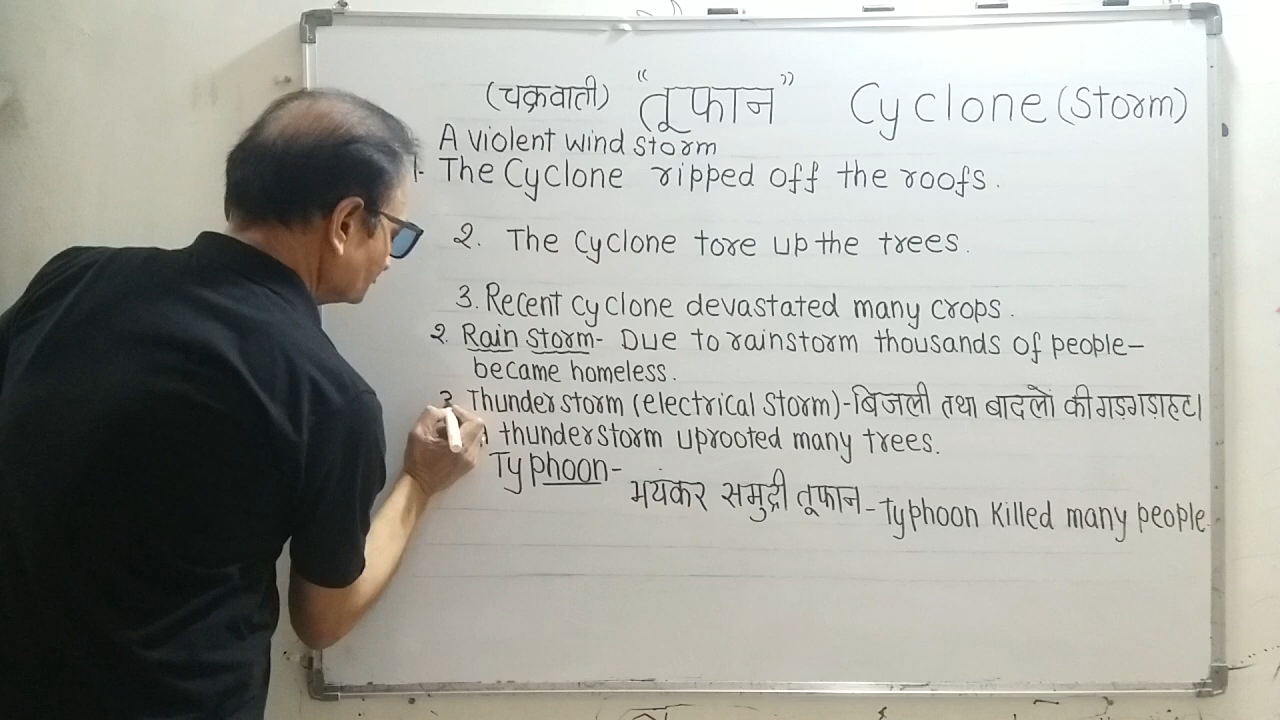 (चक्रवाती) “तूफान” Cyclone (Storm)
A violent wind storm
1. The Cyclone ripped off the roofs.
2. The Cyclone tore up the trees.
3. Recent cyclone devastated many crops.
2. Rain Storm- Due to rainstorm thousands of people-
became homeless.
3 Thunderstorm (electrical Storm)-बिजली तथा बादलों की गड़गड़ाहट।
A thunderstorm uprooted many trees.
Typhoon-
भयंकर समुद्री तूफान-Typhoon Killed many people.